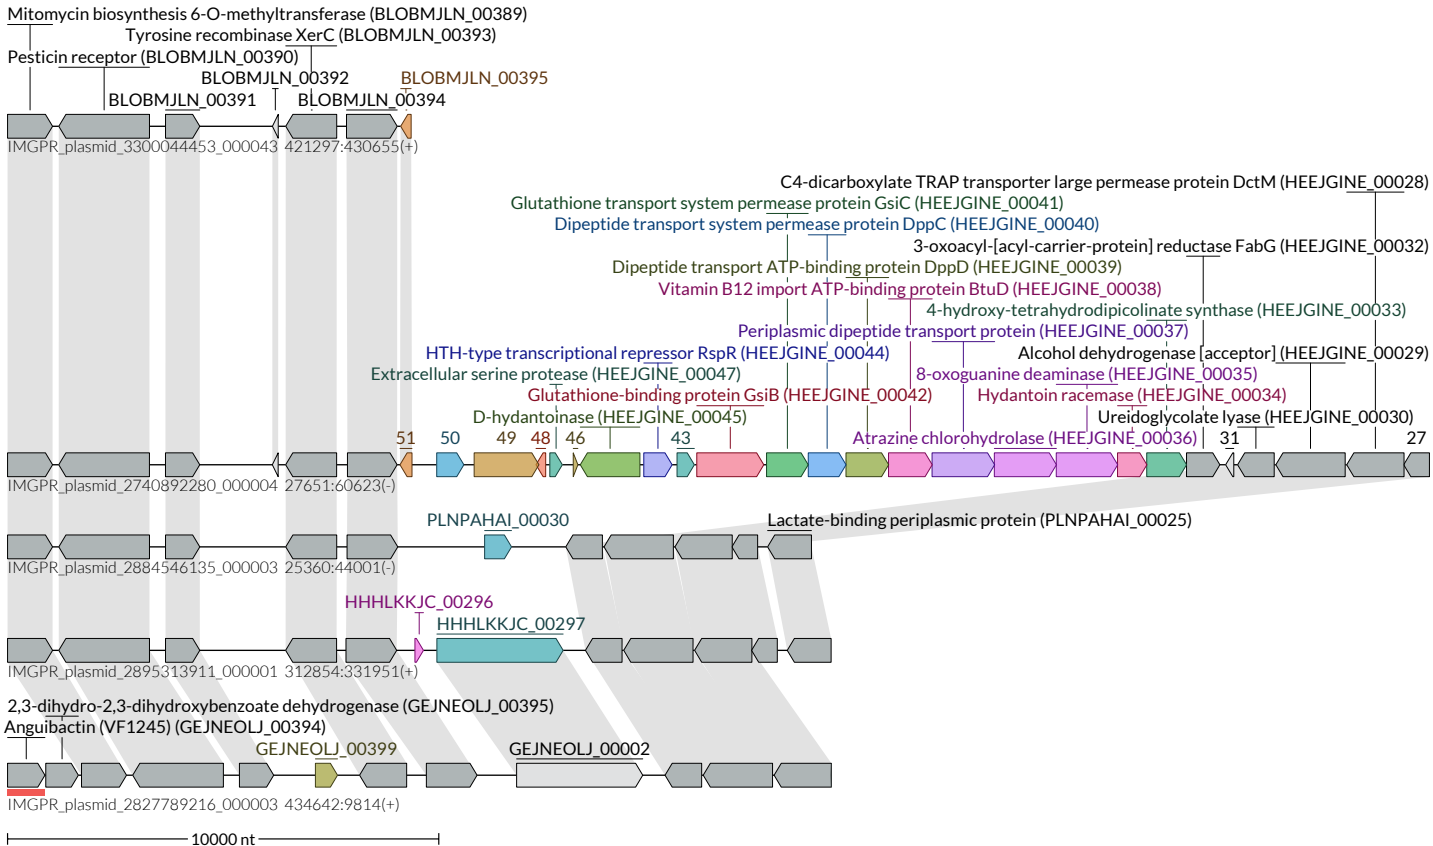 Mitomycin biosynthesis 6-O-methyltransferase (BLOBMJLN_00389)
Tyrosine recombinase XerC (BLOBMJLN_00393)
Pesticin receptor (BLOBMJLN_00390)
BLOBMJLN_00392
BLOBMJLN_00395
BLOBMJLN_00391
BLOBMJLN_00394
IMGPR_plasmid_3300044453_000043 421297:430655(+)
C4-dicarboxylate TRAP transporter large permease protein DctM (HEEJGINE_00028)
Glutathione transport system permease protein GsiC (HEEJGINE_00041)
Dipeptide transport system permease protein DppC (HEEJGINE_00040)
3-oxoacyl-[acyl-carrier-protein] reductase FabG (HEEJGINE_00032)
Dipeptide transport ATP-binding protein DppD (HEEJGINE_00039)
Vitamin B12 import ATP-binding protein BtuD (HEEJGINE_00038)
4-hydroxy-tetrahydrodipicolinate synthase (HEEJGINE_00033)
Periplasmic dipeptide transport protein (HEEJGINE_00037)
HTH-type transcriptional repressor RspR (HEEJGINE_00044)
Alcohol dehydrogenase [acceptor] (HEEJGINE_00029)
Extracellular serine protease (HEEJGINE_00047)
8-oxoguanine deaminase (HEEJGINE_00035)
Glutathione-binding protein GsiB (HEEJGINE_00042)
Hydantoin racemase (HEEJGINE_00034)
D-hydantoinase (HEEJGINE_00045)
Ureidoglycolate lyase (HEEJGINE_00030)
51 50 49 48 46 43 Atrazine chlorohydrolase (HEEJGINE_00036) 31 27
IMGPR_plasmid_2740892280_000004 27651:60623(-)
PLNPAHAI_00030
Lactate-binding periplasmic protein (PLNPAHAI_00025)
IMGPR_plasmid_2884546135_000003 25360:44001(-)
HHHLKKJC_00296
HHHLKKJC_00297
IMGPR_plasmid_2895313911_000001 312854:331951(+)
2,3-dihydro-2,3-dihydroxybenzoate dehydrogenase (GEJNEOLJ_00395)
Anguibactin (VF1245) (GEJNEOLJ_00394)
GEJNEOLJ_00399
GEJNEOLJ_00002
IMGPR_plasmid_2827789216_000003 434642:9814(+)
10000 nt